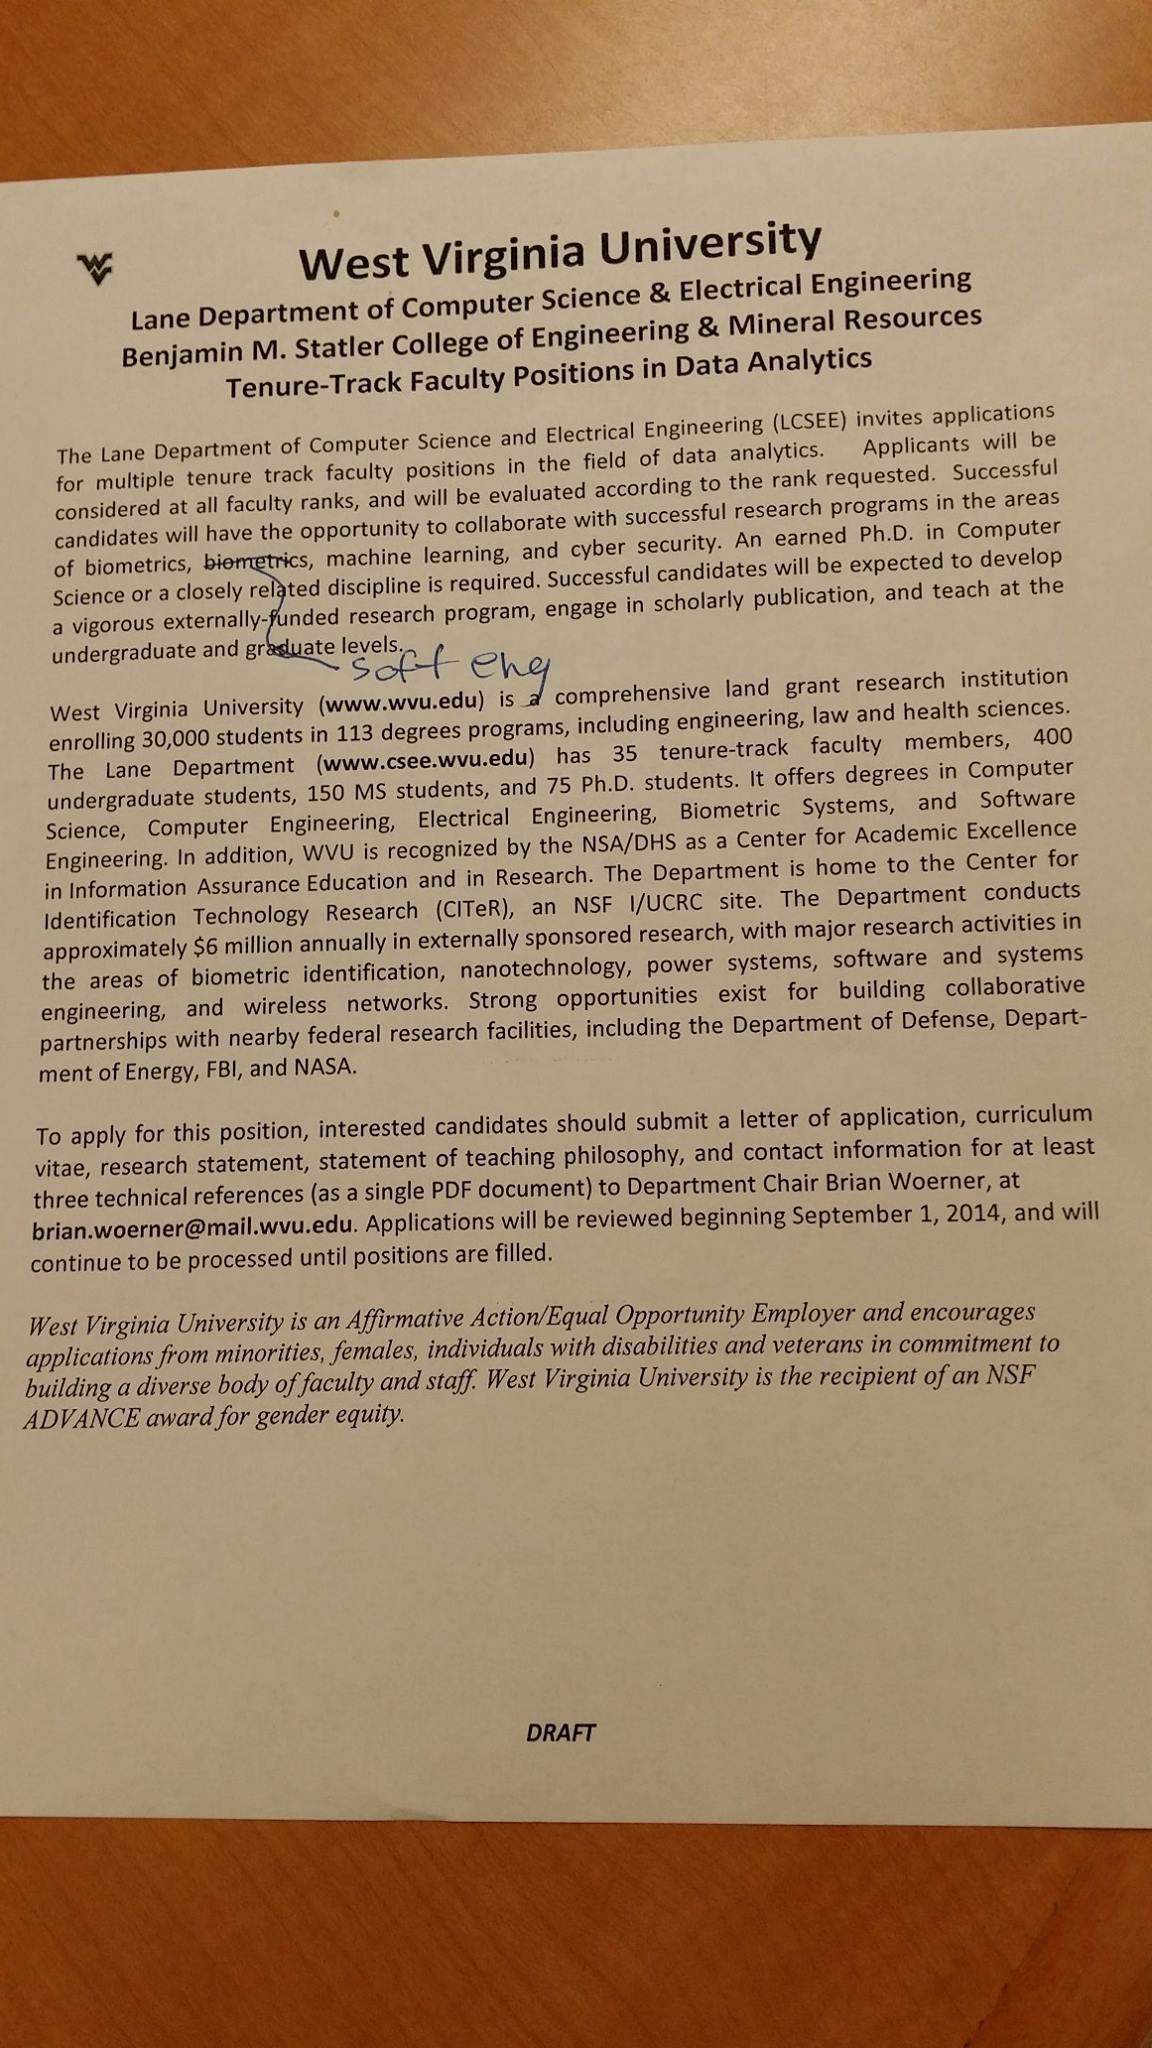 West Virginia University
Lane Department of Computer Science & Electrical Engineering
Benjamin M. Statler College of Engineering & Mineral Resources
Tenure-Track Faculty Positions in Data Analytics
The Lane Department of Computer Science and Electrical Engineering (LCSEE) invites applications
for multiple tenure track faculty positions in the field of data analytics. Applicants will be
considered at all faculty ranks, and will be evaluated according to the rank requested. Successful
candidates will have the opportunity to collaborate with successful research programs in the areas
of biometrics, biometrics, machine learning, and cyber security. An earned Ph.D. in Computer
Science or a closely related discipline is required. Successful candidates will be expected to develop
a vigorous externally-funded research program, engage in scholarly publication, and teach at the
undergraduate and graduate levels.
soft eng
West Virginia University (www.wvu.edu) is a comprehensive land grant research institution
enrolling 30,000 students in 113 degrees programs, including engineering, law and health sciences.
The Lane Department (www.csee.wvu.edu) has 35 tenure-track faculty members, 400
undergraduate students, 150 MS students, and 75 Ph.D. students. It offers degrees in Computer
Science, Computer Engineering, Electrical Engineering, Biometric Systems, and Software
Engineering. In addition, WVU is recognized by the NSA/DHS as a Center for Academic Excellence
in Information Assurance Education and in Research. The Department is home to the Center for
Identification Technology Research (CITeR), an NSF I/UCRC site. The Department conducts
approximately $6 million annually in externally sponsored research, with major research activities in
the areas of biometric identification, nanotechnology, power systems, software and systems
engineering, and wireless networks. Strong opportunities exist for building collaborative
partnerships with nearby federal research facilities, including the Department of Defense, Depart-
ment of Energy, FBI, and NASA.
To apply for this position, interested candidates should submit a letter of application, curriculum
vitae, research statement, statement of teaching philosophy, and contact information for at least
three technical references (as a single PDF document) to Department Chair Brian Woerner, at
brian.woerner@mail.wvu.edu. Applications will be reviewed beginning September 1, 2014, and will
continue to be processed until positions are filled.
West Virginia University is an Affirmative Action/Equal Opportunity Employer and encourages
applications from minorities, females, individuals with disabilities and veterans in commitment to
building a diverse body of faculty and staff. West Virginia University is the recipient of an NSF
ADVANCE award for gender equity.
DRAFT